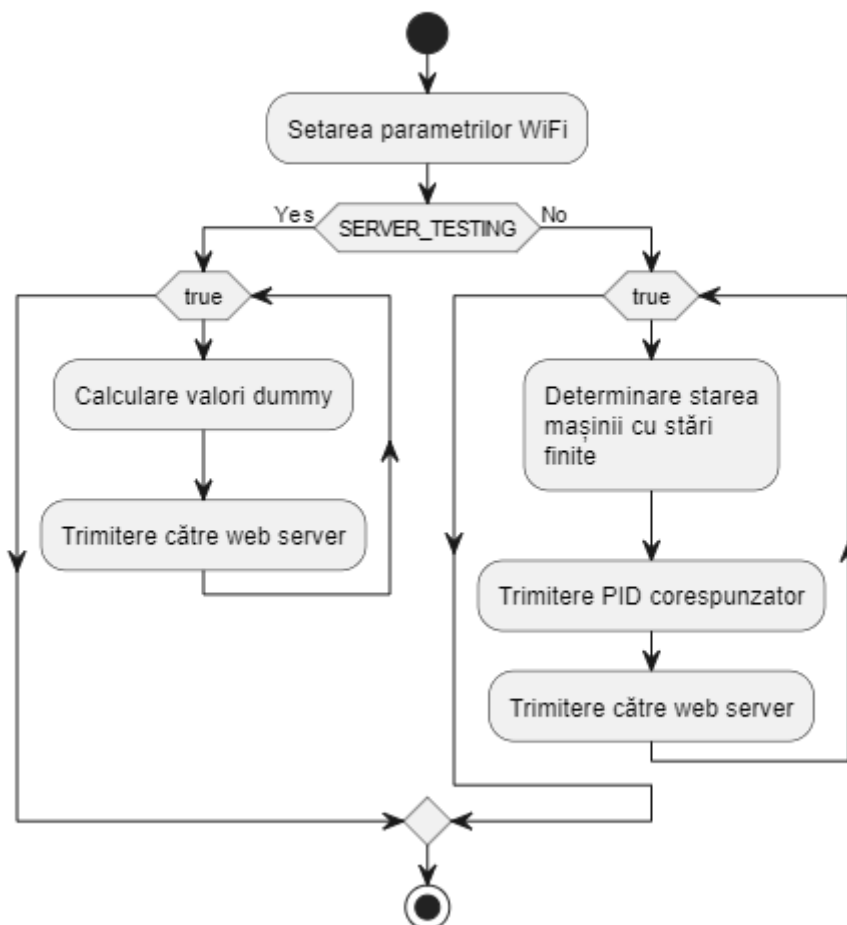 Setarea parametrilor WiFi
Yes
SERVER_TESTING
No
true
Calculare valori dummy
Trimitere către web server
true
Determinare starea
mașinii cu stări
finite
Trimitere PID corespunzator
Trimitere către web server